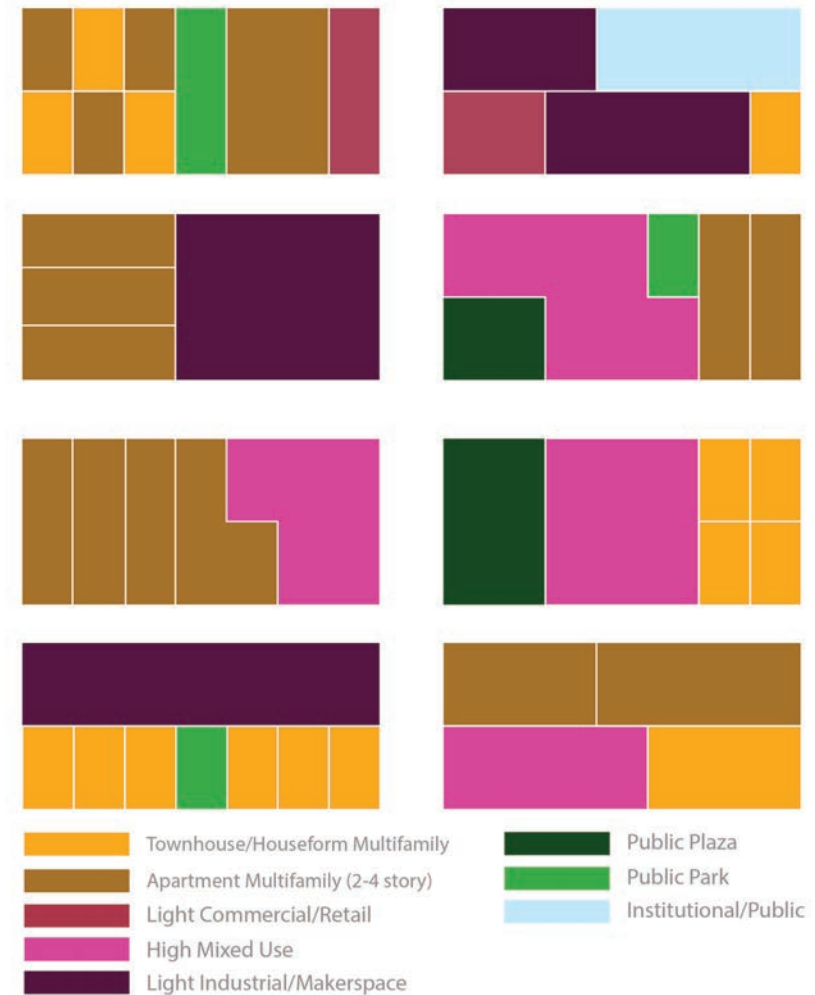 Townhouse/Houseform Multifamily
Apartment Multifamily (2-4 story)
Light Commercial/Retail
High Mixed Use
Light Industrial/Makerspace
Public Plaza
Public Park
Institutional/Public